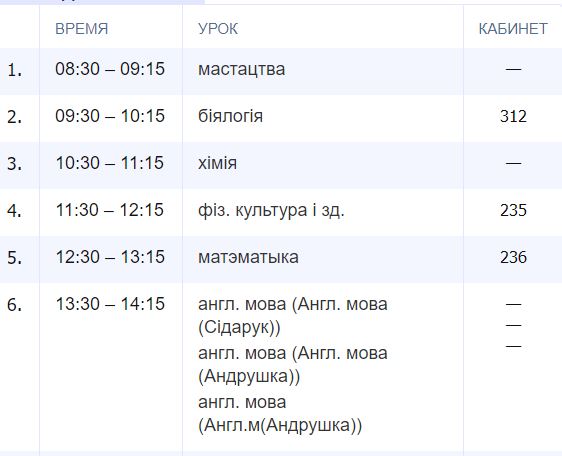 ВРЕМЯ УРОК КАБИНЕТ
1. 08:30 – 09:15 мастацтва —
2. 09:30 – 10:15 біялогія 312
3. 10:30 – 11:15 хімія —
4. 11:30 – 12:15 фіз. культура і зд. 235
5. 12:30 – 13:15 матэматыка 236
6. 13:30 – 14:15 англ. мова (Англ. мова —
(Сідарук)) —
англ. мова (Англ. мова —
(Андрушка))
англ. мова
(Англ.м(Андрушка))